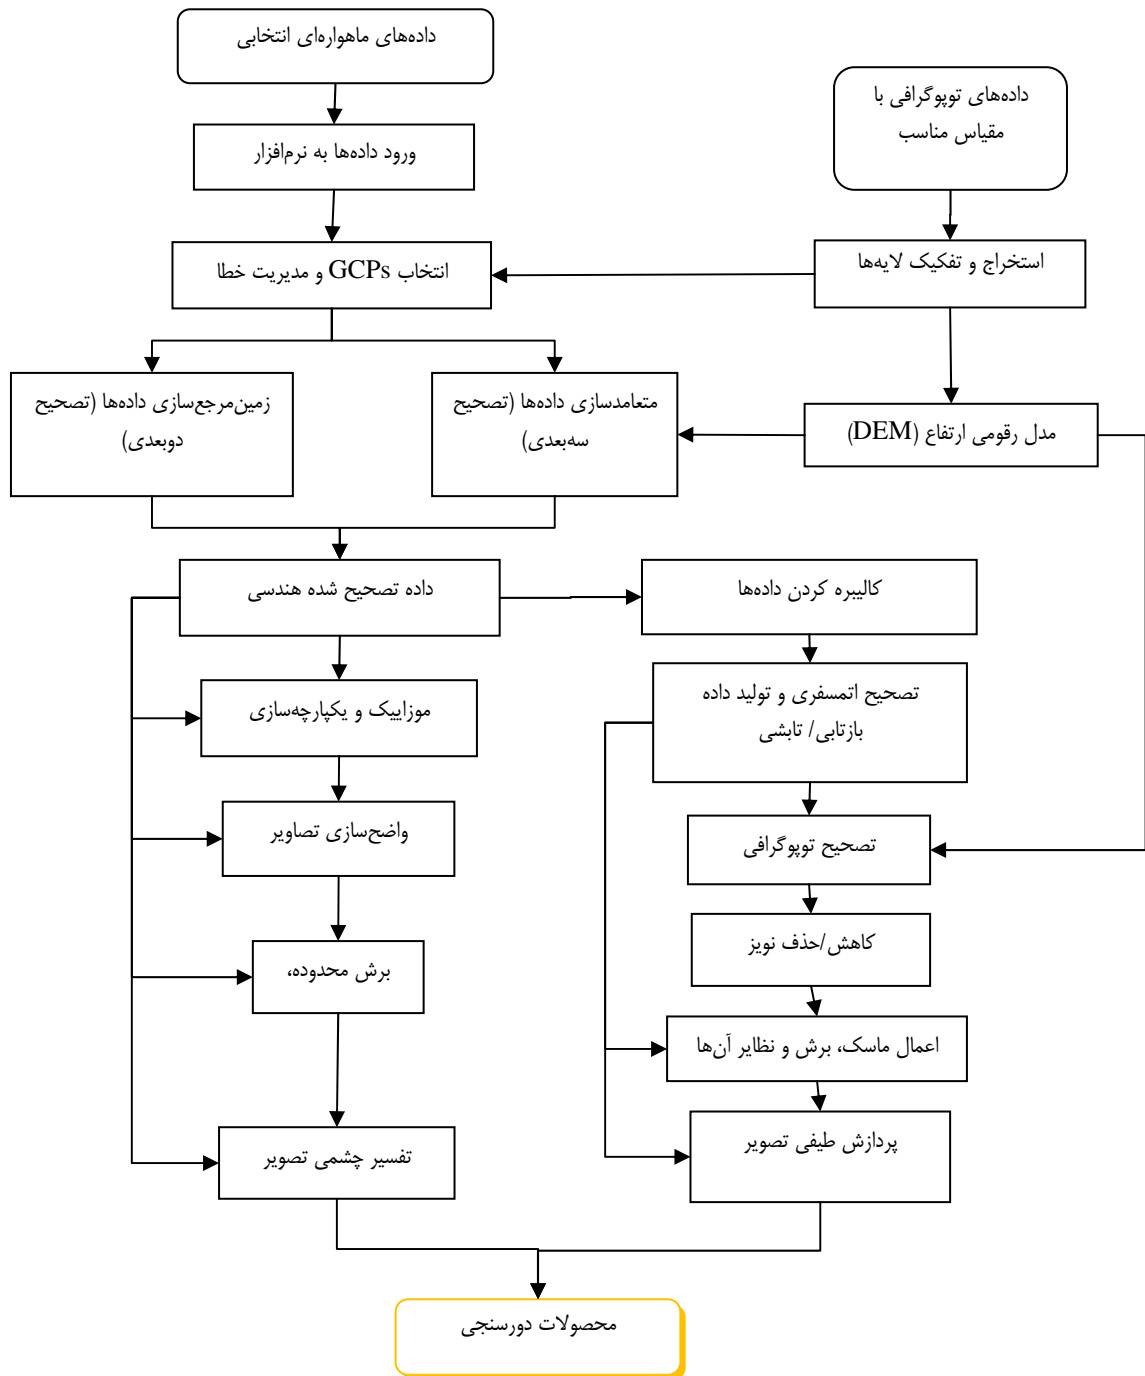 داده‌های ماهواره‌ای انتخابی
داده‌های توپوگرافی با
مقیاس مناسب
ورود داده‌ها به نرم‌افزار
انتخاب GCPs و مدیریت خطا
استخراج و تفکیک لایه‌ها
زمین‌مرجع‌سازی داده‌ها (تصحیح
دوبعدی)
متعامدسازی داده‌ها (تصحیح
سه‌بعدی)
مدل رقومی ارتفاع (DEM)
داده تصحیح شده هندسی
کالیبره کردن داده‌ها
موزاییک و یکپارچه‌سازی
تصحیح اتمسفری و تولید داده
بازتابی/ تابشی
واضح‌سازی تصاویر
تصحیح توپوگرافی
برش محدوده،
کاهش/حذف نویز
اعمال ماسک، برش و نظایر آن‌ها
تفسیر چشمی تصویر
پردازش طیفی تصویر
محصولات دورسنجی